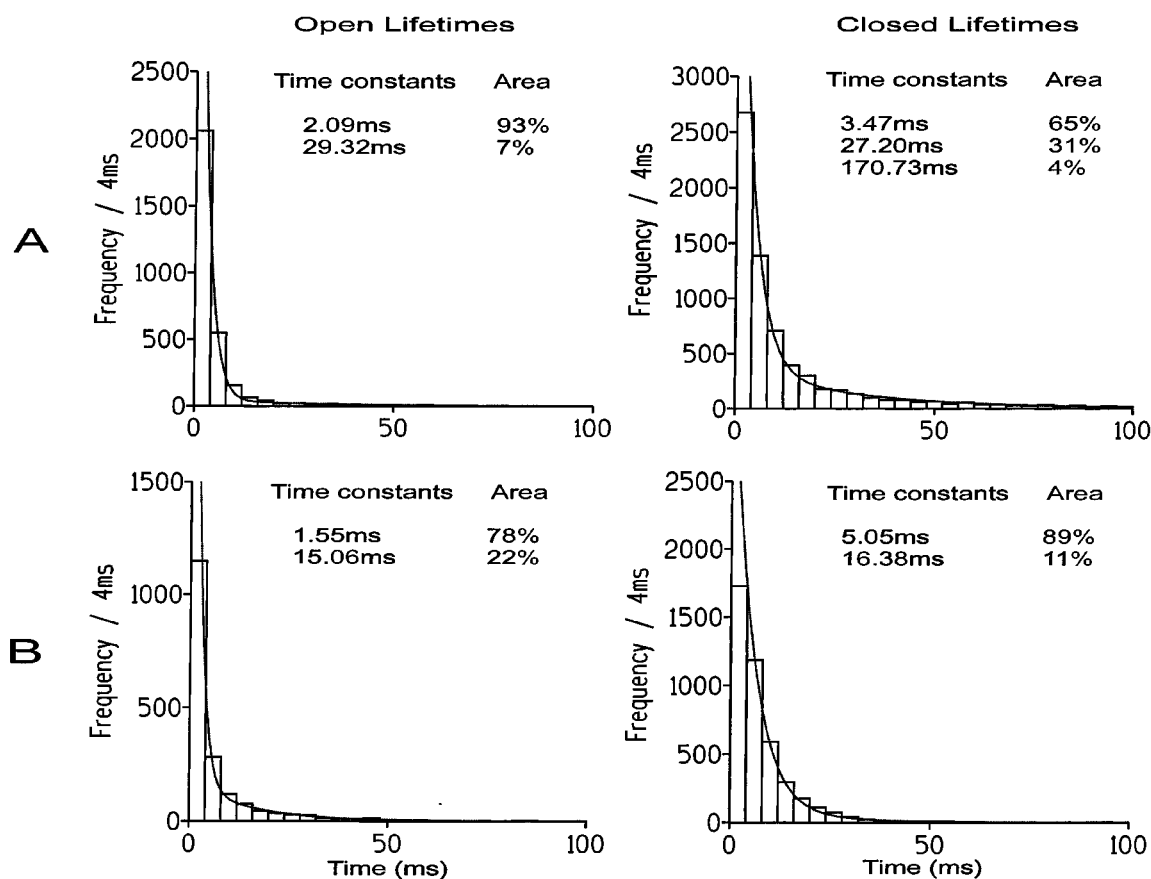 Open Lifetimes
Closed Lifetimes
A
Frequency / 4ms
2500
2000
1500
1000
500
0
0
50
100
Time constants Area
2.09ms 93%
29.32ms 7%
Frequency / 4ms
3000
2500
2000
1500
1000
500
0
0
50
100
Time constants Area
3.47ms 65%
27.20ms 31%
170.73ms 4%
B
Frequency / 4ms
1500
1000
500
0
0
50
100
Time (ms)
Time constants Area
1.55ms 78%
15.06ms 22%
Frequency / 4ms
2500
2000
1500
1000
500
0
0
50
100
Time (ms)
Time constants Area
5.05ms 89%
16.38ms 11%